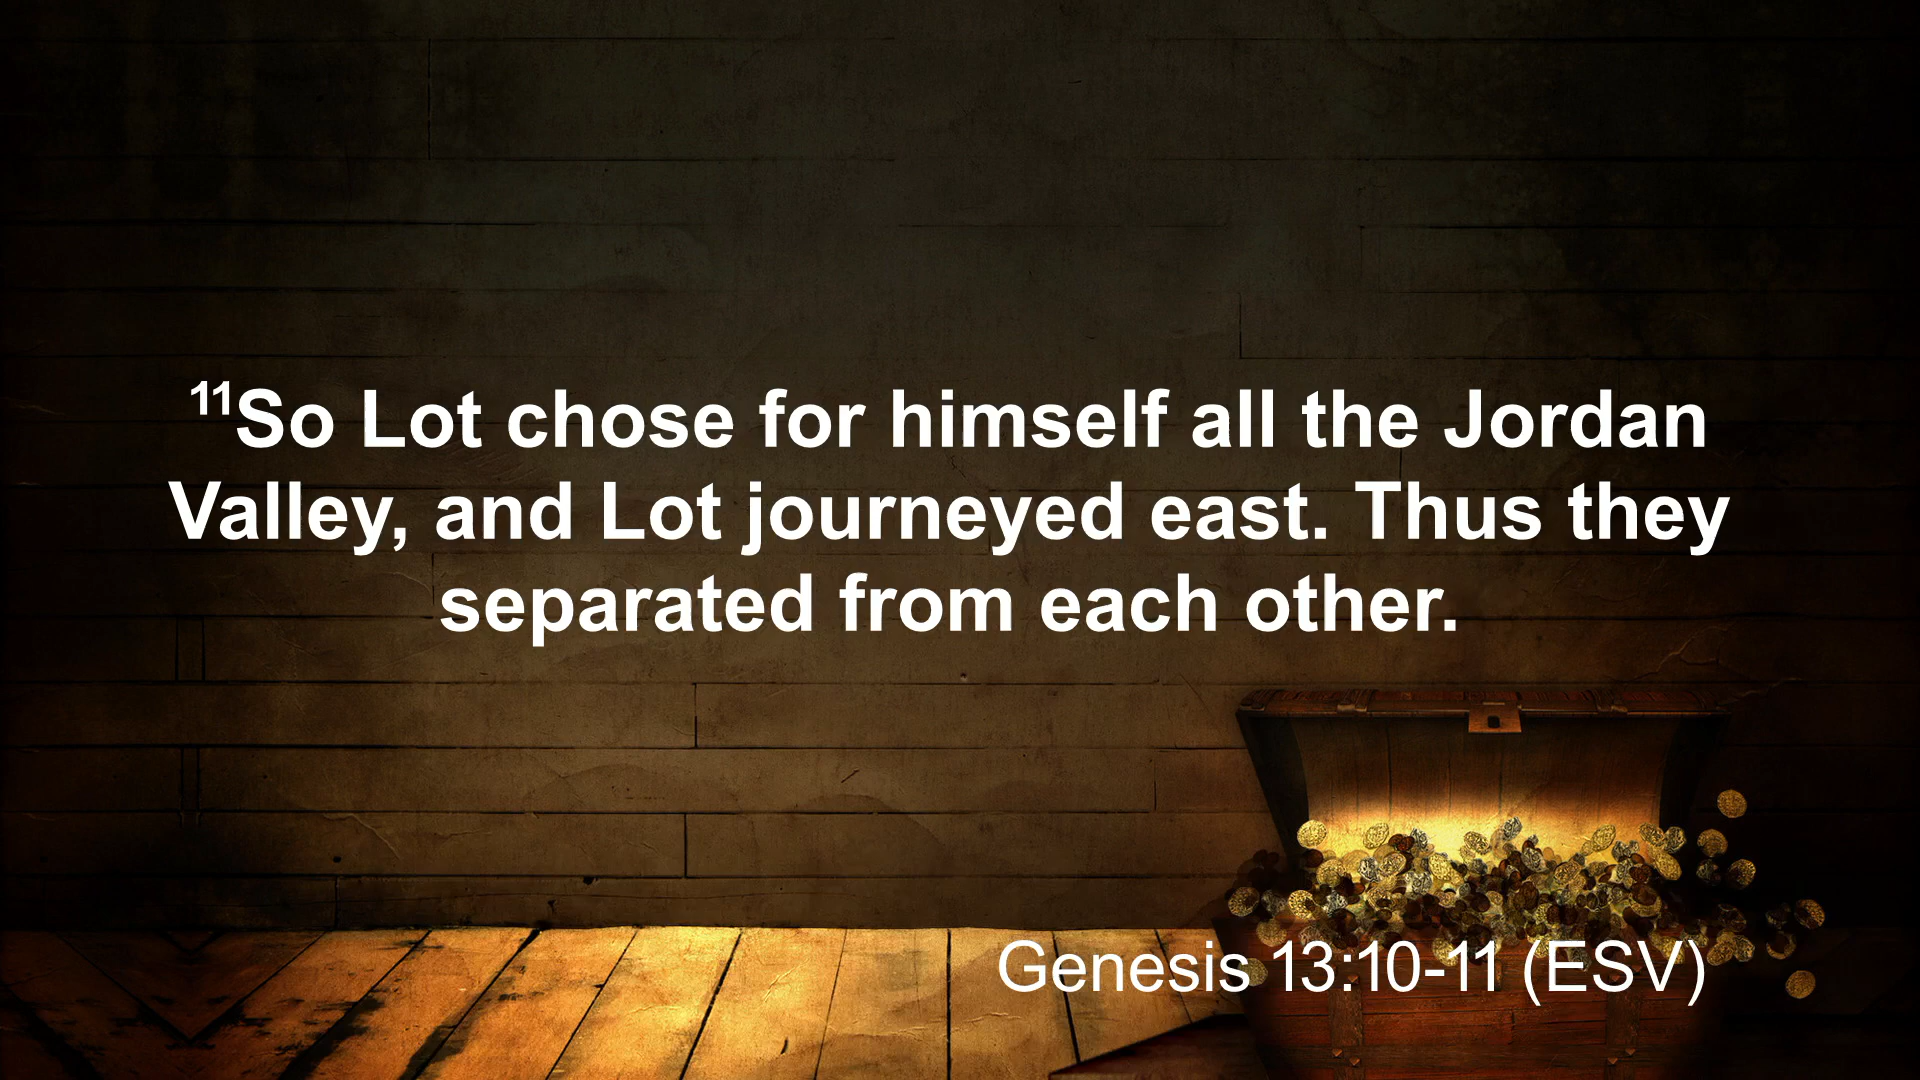 ¹¹So Lot chose for himself all the Jordan
Valley, and Lot journeyed east. Thus they
separated from each other.
Genesis 13:10-11 (ESV)